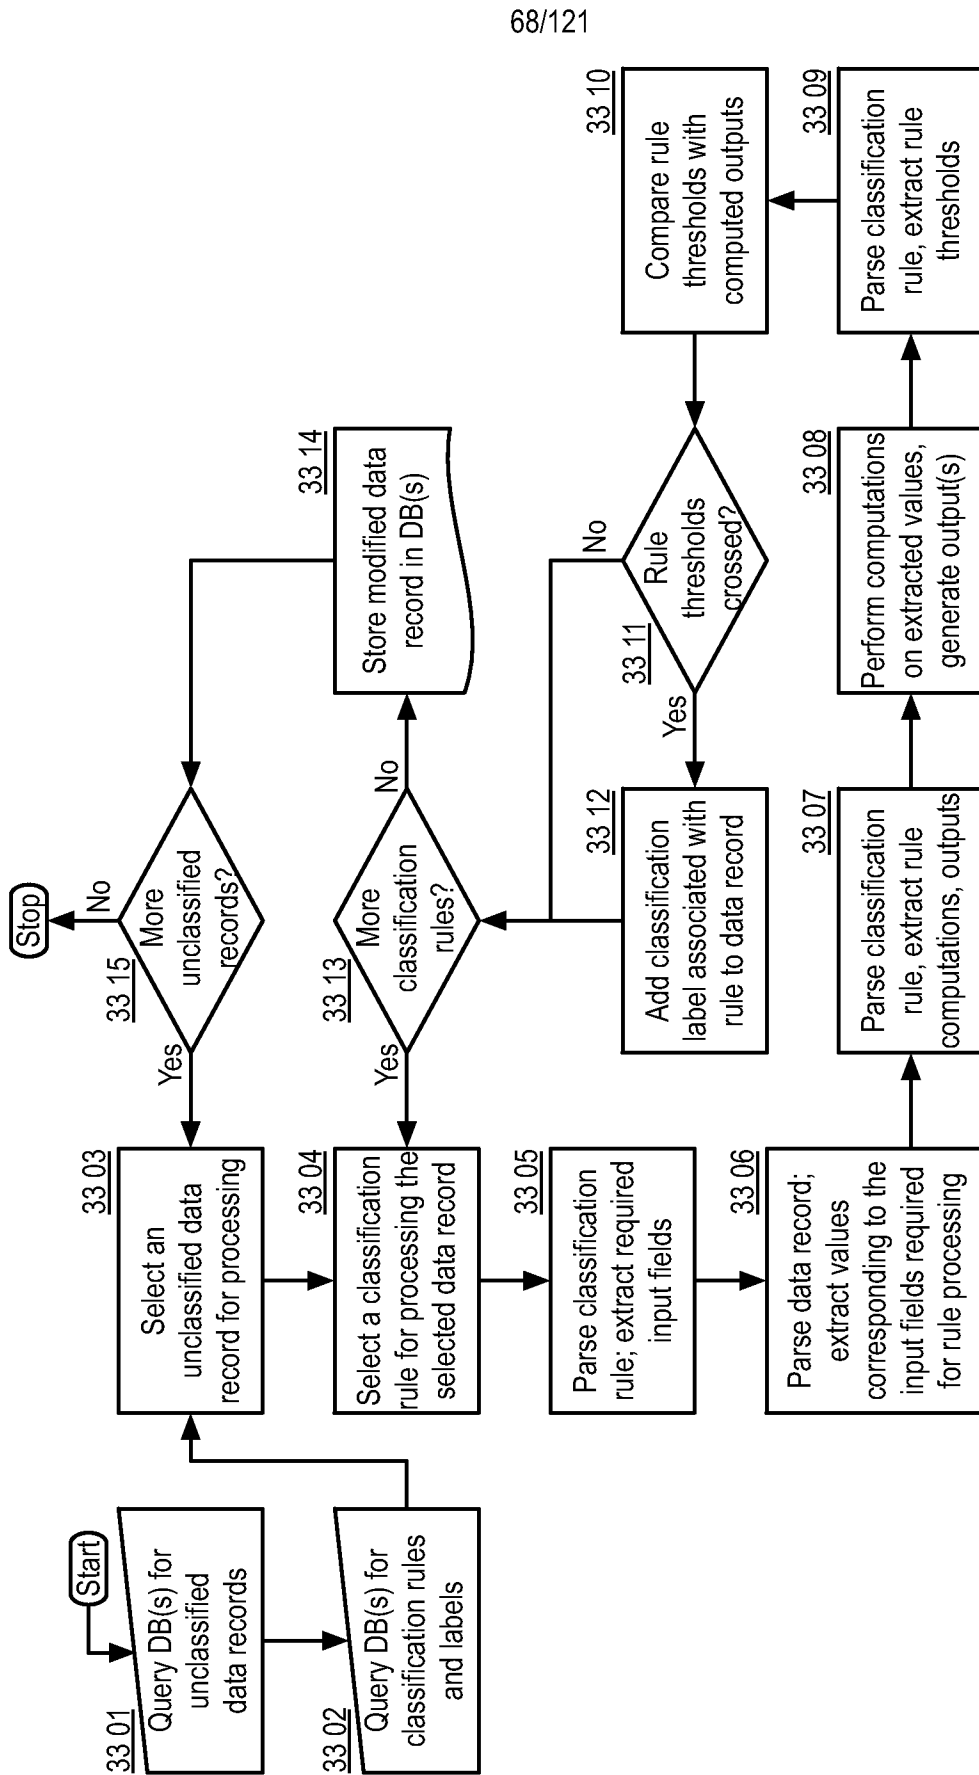 68/121
Start
33 01
Query DB(s) for
unclassified
data records
33 02
Query DB(s) for
classification rules
and labels
33 03
Select an
unclassified data
record for processing
33 04
Select a classification
rule for processing the
selected data record
33 05
Parse classification
rule; extract required
input fields
33 06
Parse data record;
extract values
corresponding to the
input fields required
for rule processing
33 07
Parse classification
rule, extract rule
computations, outputs
33 08
Perform computations
on extracted values,
generate output(s)
33 09
Parse classification
rule, extract rule
thresholds
33 10
Compare rule
thresholds with
computed outputs
33 11
Rule
thresholds
crossed?
Yes
No
33 12
Add classification
label associated with
rule to data record
33 13
More
classification
rules?
Yes
No
33 14
Store modified data
record in DB(s)
33 15
More
unclassified
records?
Yes
No
Stop